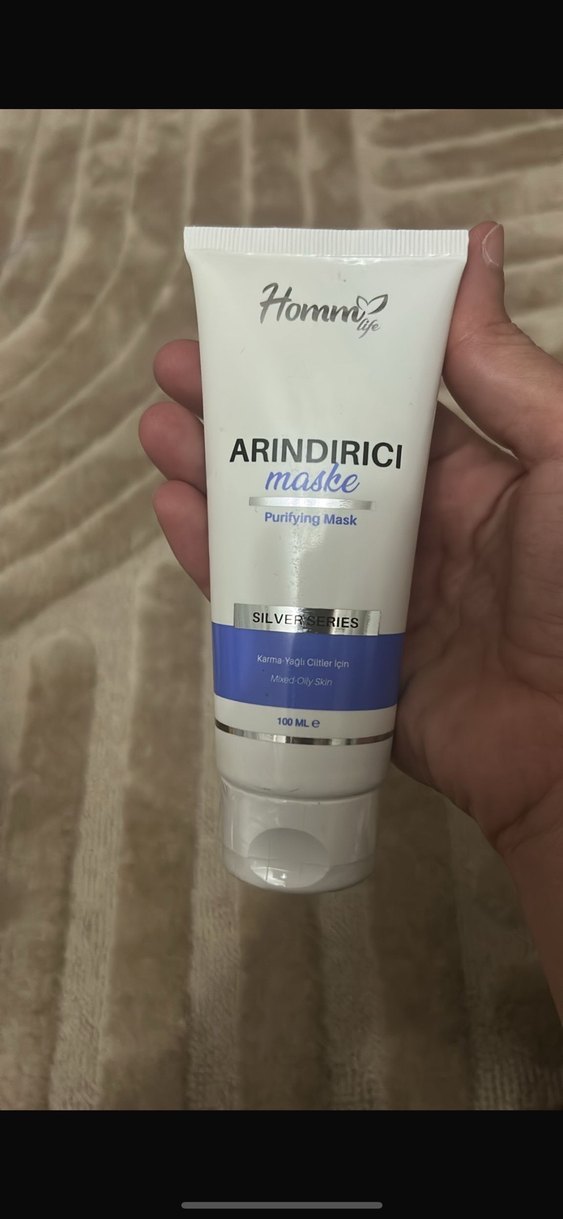 Homm
life
ARINDIRICI
maske
Purifying Mask
SILVER SERIES
Karma-Yağlı Ciltler İçin
Mixed-Oily Skin
100 ML ℮